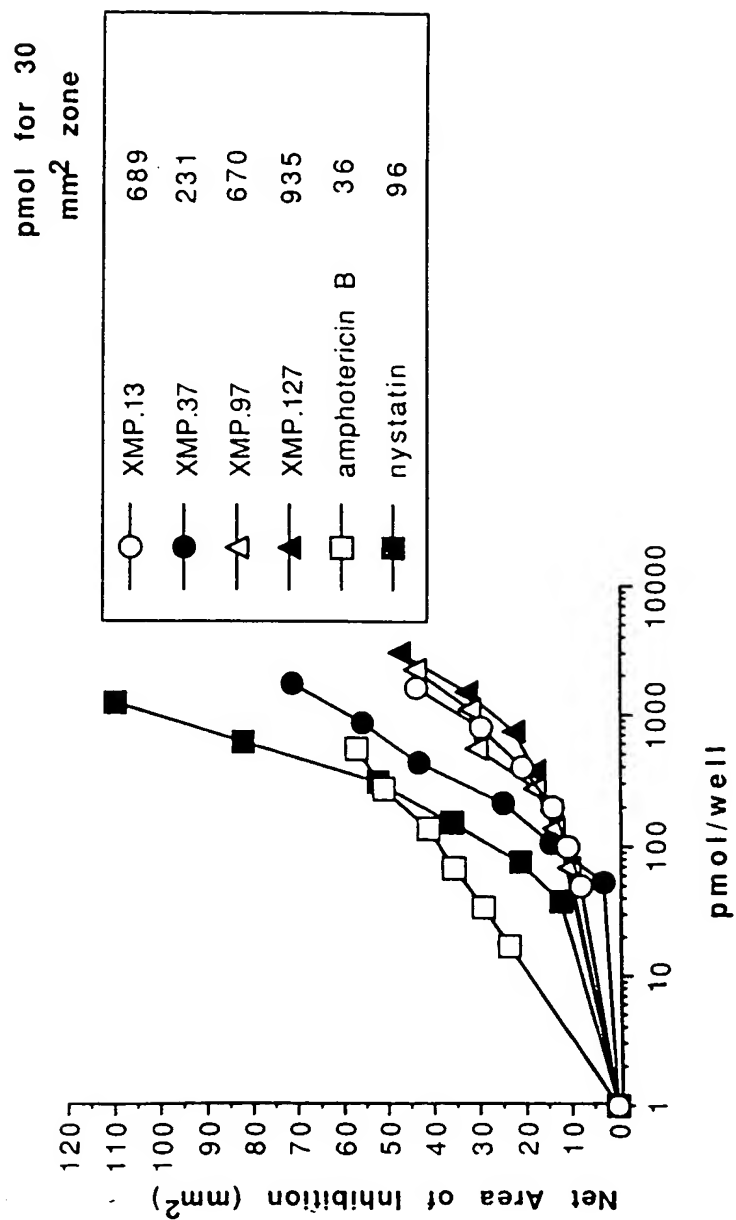 pmol for 30
mm² zone
XMP.13 689
XMP.37 231
XMP.97 670
XMP.127 935
amphotericin B 36
nystatin 96
120
110
100
90
80
70
60
50
40
30
20
10
0
Net Area of Inhibition (mm²)
1 10 100 1000 10000
pmol/well